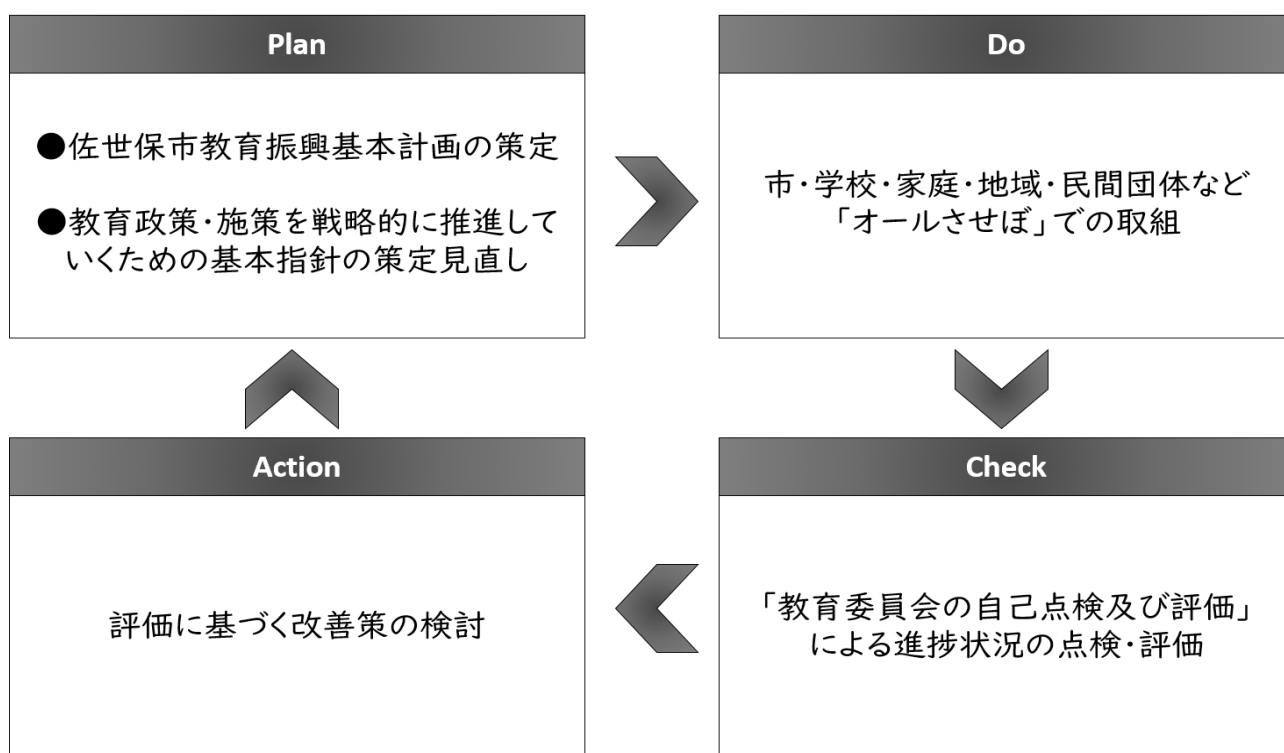 Plan
●佐世保市教育振興基本計画の策定
●教育政策・施策を戦略的に推進して
いくための基本指針の策定見直し
Do
市・学校・家庭・地域・民間団体など
「オールさせぼ」での取組
Check
「教育委員会の自己点検及び評価」
による進捗状況の点検・評価
Action
評価に基づく改善策の検討